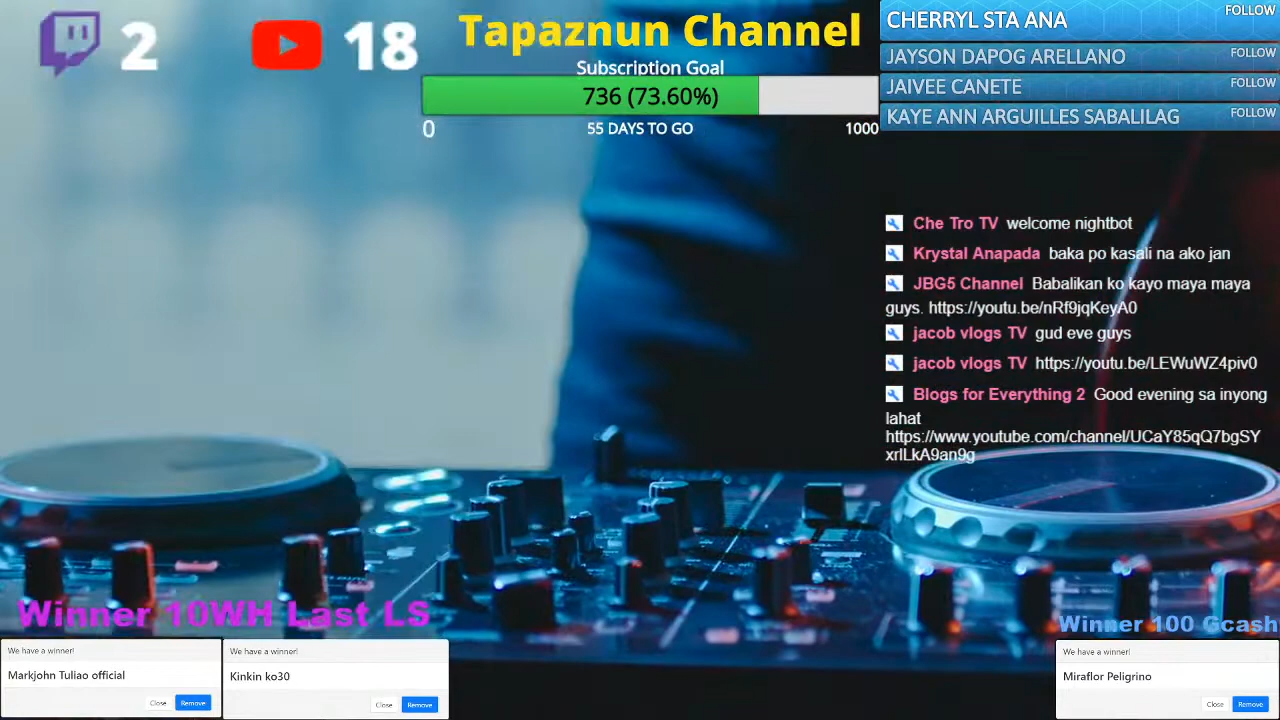 2
18
Tapaznun Channel
Subscription Goal
736 (73.60%)
0
55 DAYS TO GO
1000
CHERRYL STA ANA
FOLLOW
JAYSON DAPOG ARELLANO
FOLLOW
JAIVEE CANETE
FOLLOW
KAYE ANN ARGUILLES SABALILAG
FOLLOW
Che Tro TV welcome nightbot
Krystal Anapada baka po kasali na ako jan
JBG5 Channel Babalikan ko kayo maya maya
guys. https://youtu.be/nRf9jqKeyA0
jacob vlogs TV gud eve guys
jacob vlogs TV https://youtu.be/LEWuWZ4piv0
Blogs for Everything 2 Good evening sa inyong
lahat
https://www.youtube.com/channel/UCaY85qQ7bgSY
xrlLkA9an9g
Winner 10WH Last LS
We have a winner!
Markjohn Tuliao official
Close Remove
We have a winner!
Kinkin ko30
Close Remove
Winner 100 Gcash
We have a winner!
Miraflor Peligrino
Close Remove